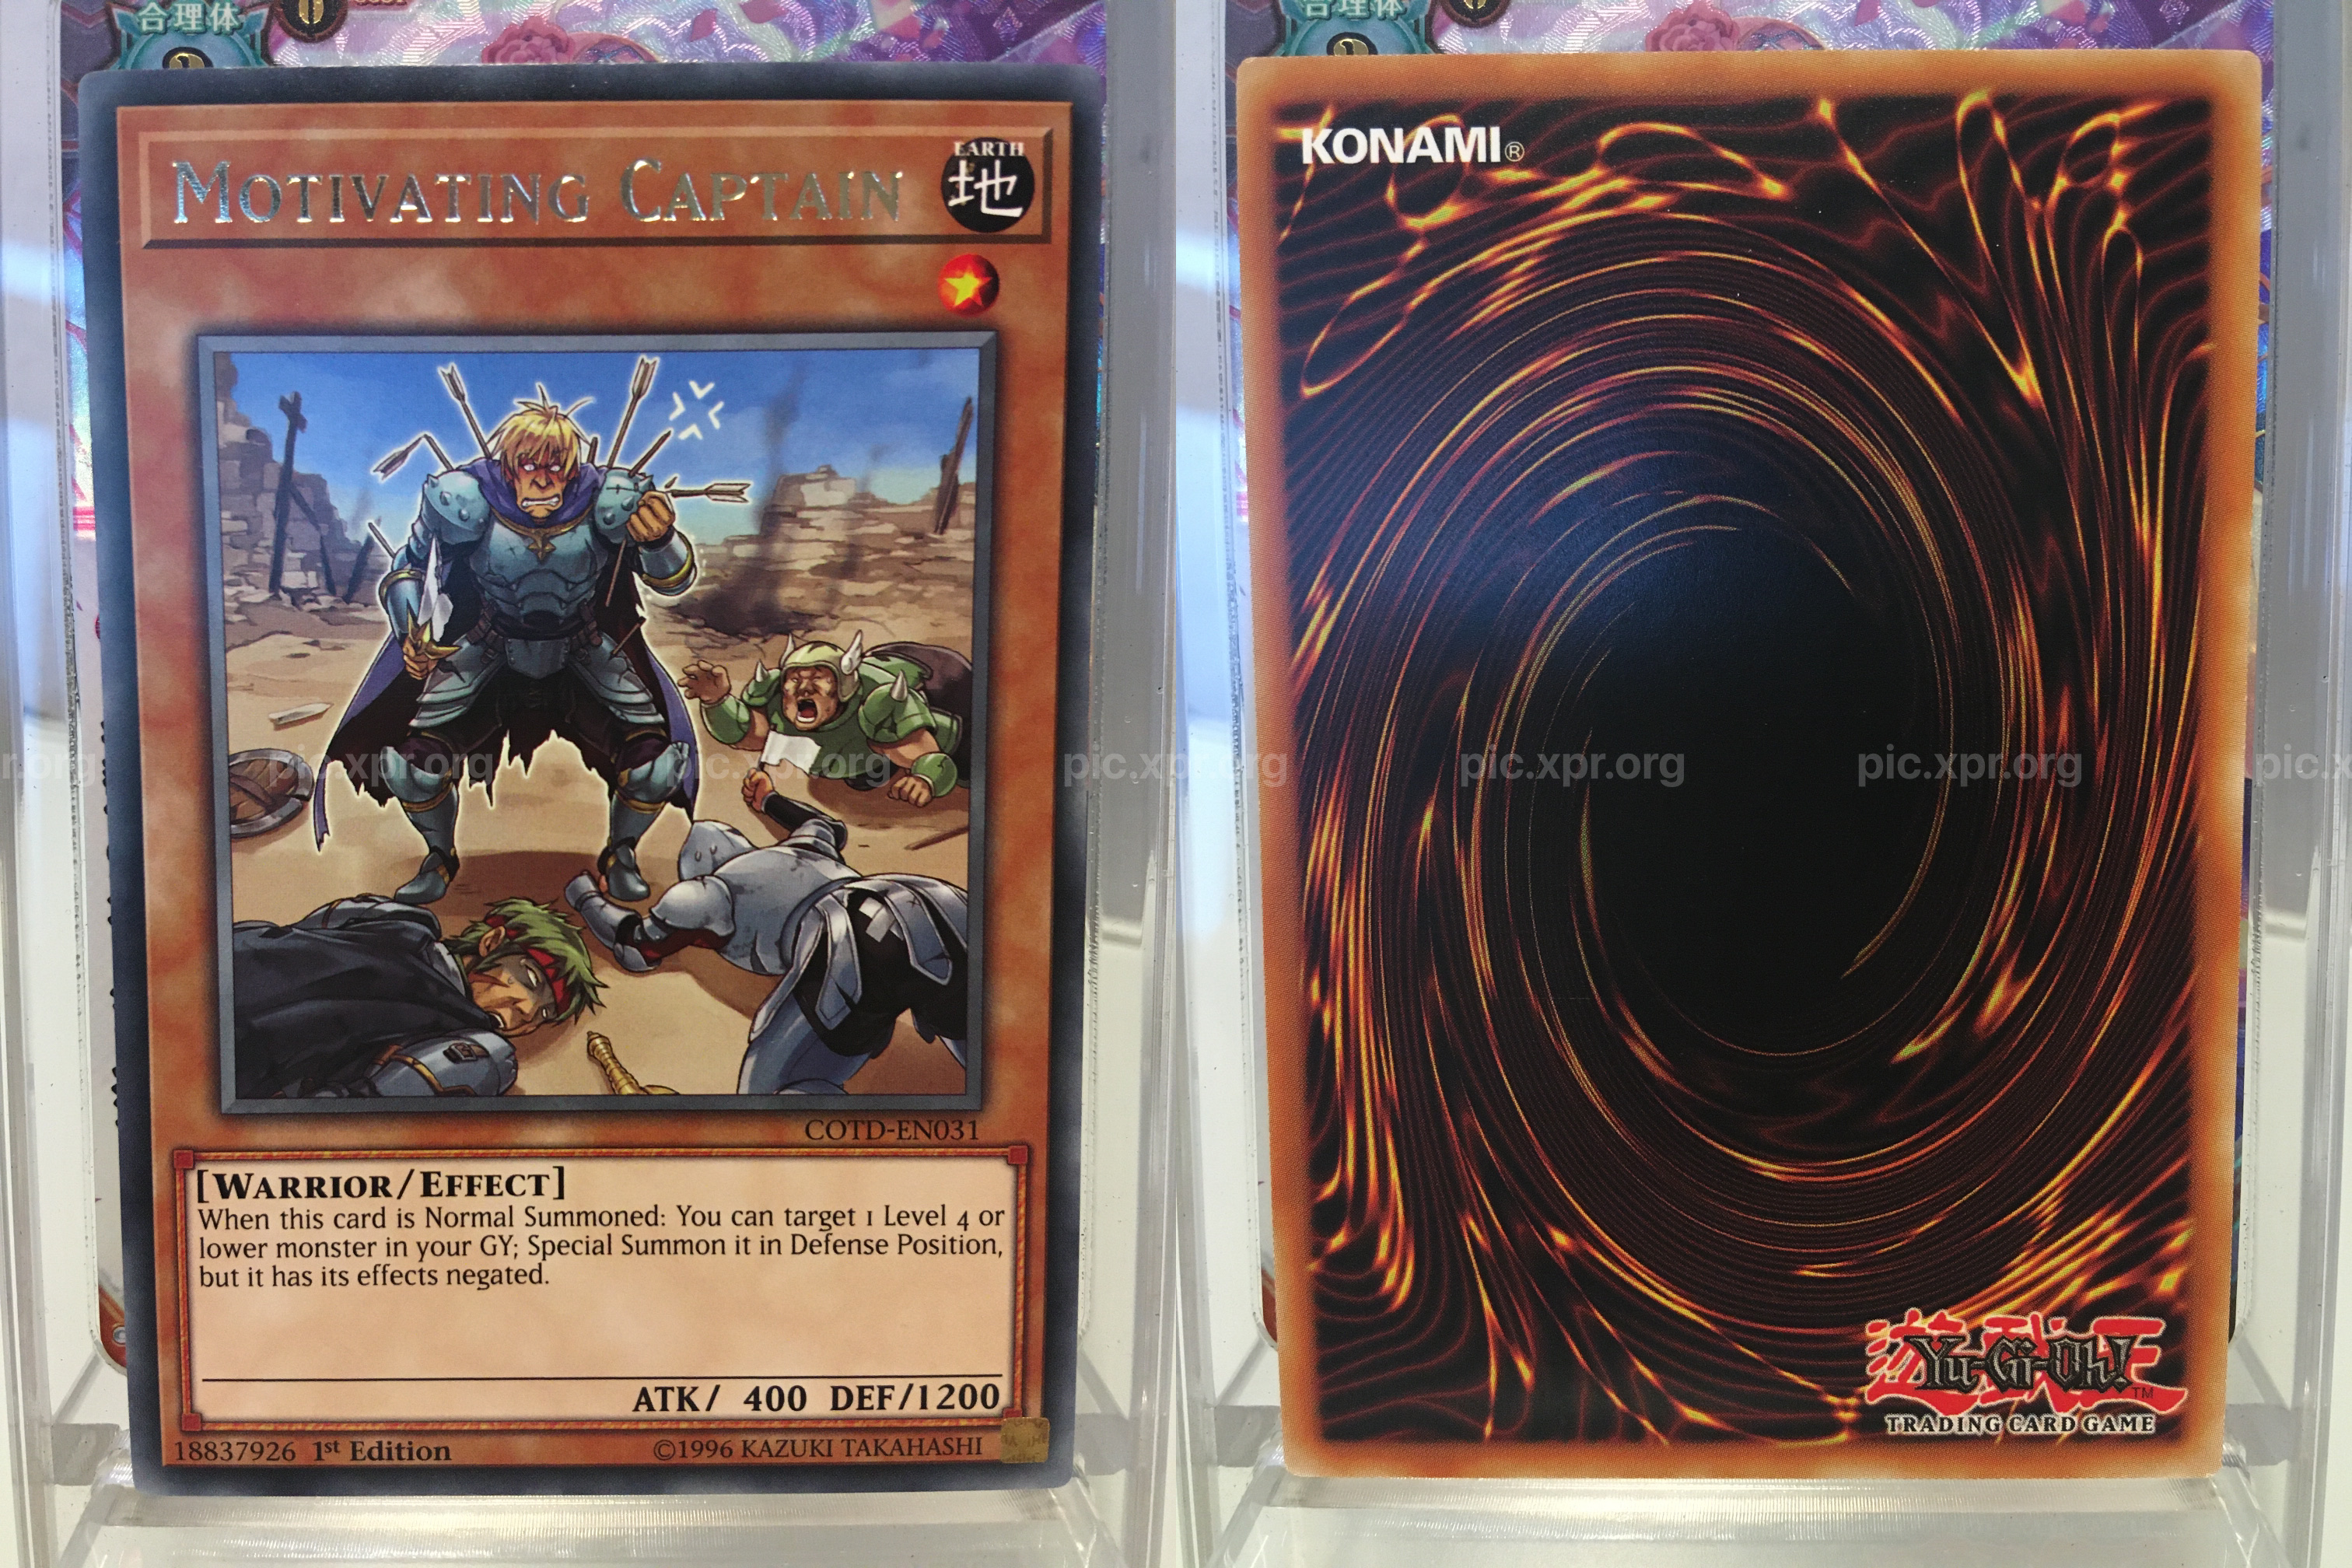 合理体
合理体
MOTIVATING CAPTAIN
EARTH
地
COTD-EN031
[WARRIOR/EFFECT]
When this card is Normal Summoned: You can target 1 Level 4 or
lower monster in your GY; Special Summon it in Defense Position,
but it has its effects negated.
ATK/ 400 DEF/1200
18837926 1st Edition ©1996 KAZUKI TAKAHASHI
KONAMI®
遊戯王
Yu-Gi-Oh!™
TRADING CARD GAME
pic.xpr.org pic.xpr.org pic.xpr.org pic.xpr.org pic.xpr.org